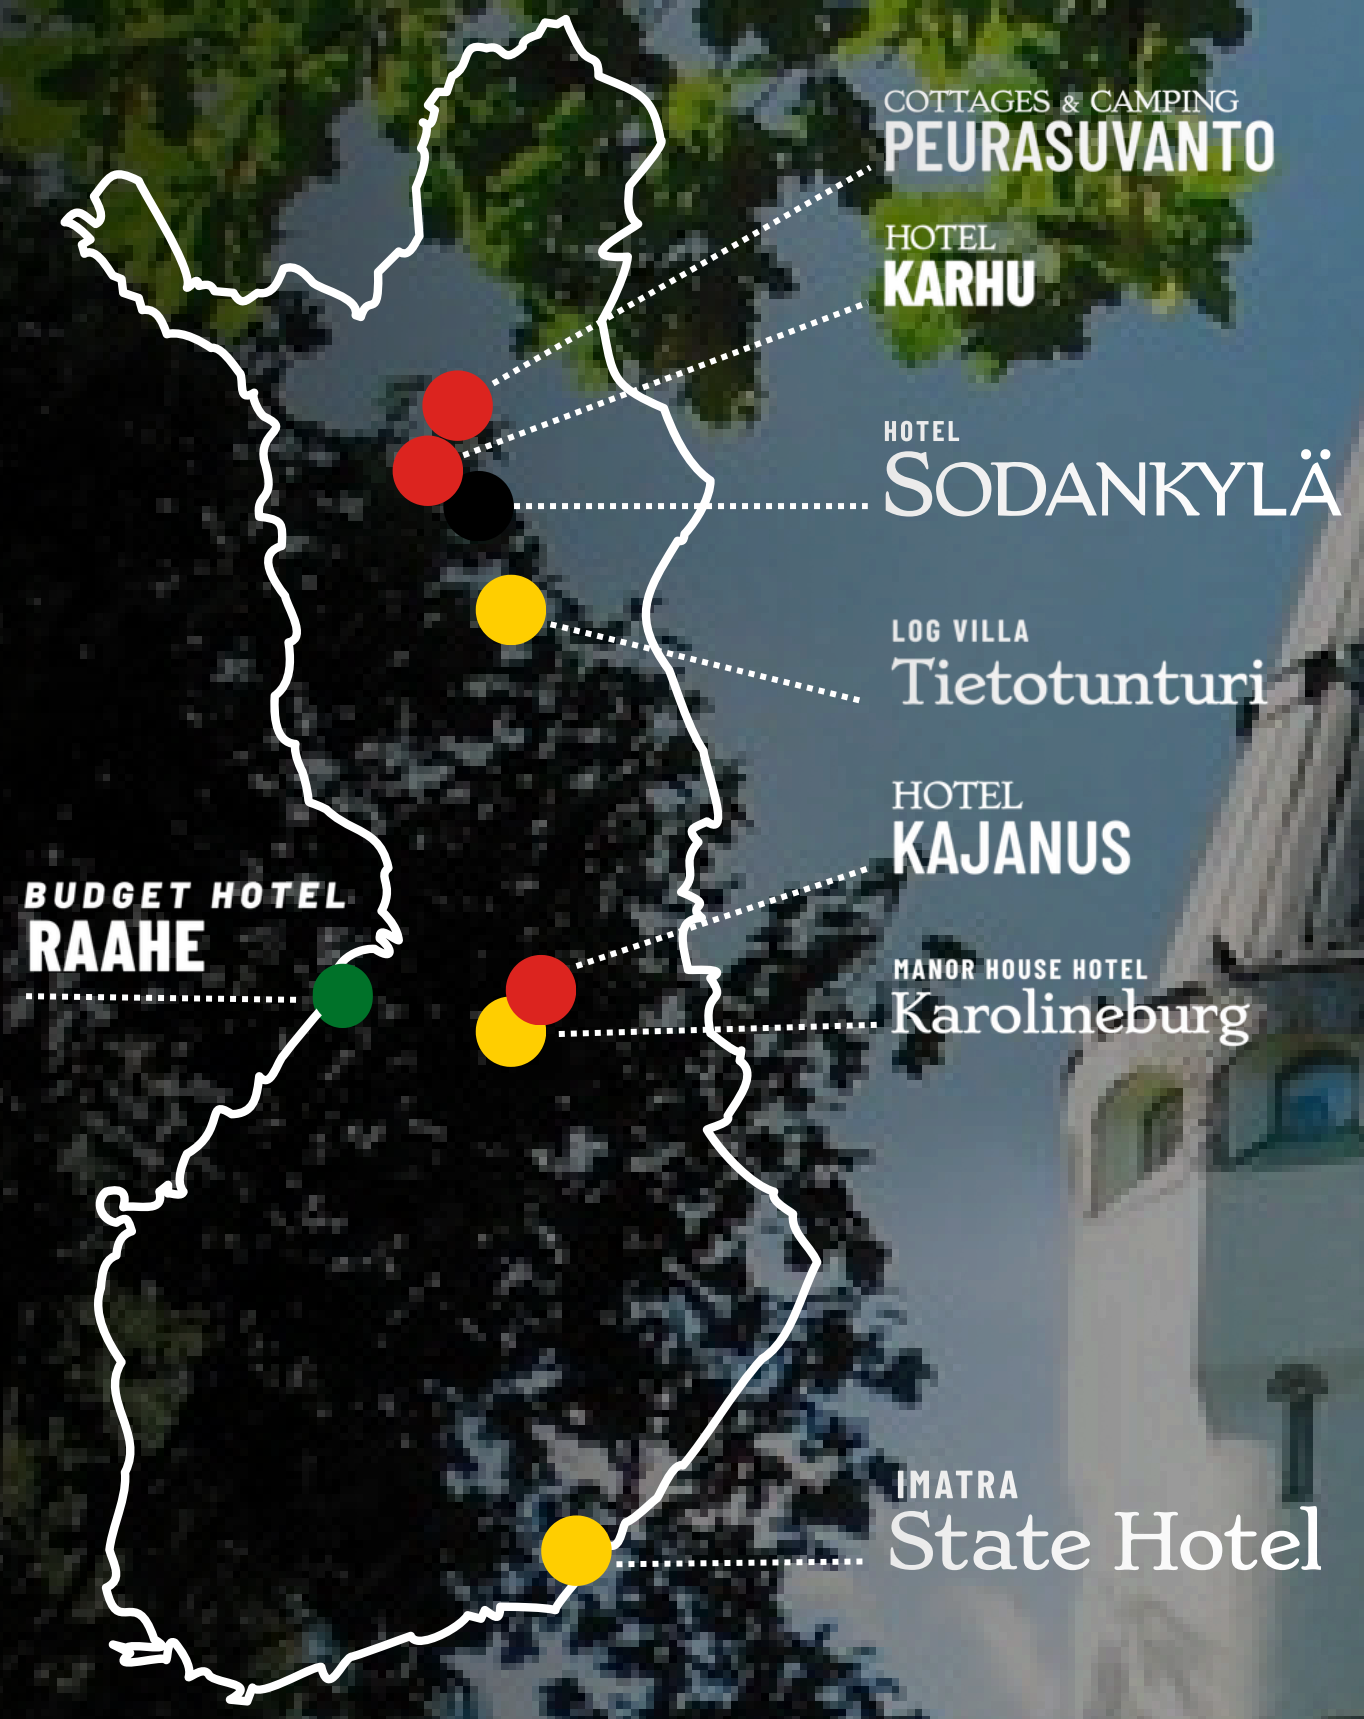 COTTAGES & CAMPING
PEURASUVANTO
HOTEL
KARHU
HOTEL
SODANKYLÄ
LOG VILLA
Tietotunturi
HOTEL
KAJANUS
BUDGET HOTEL
RAAHE
MANOR HOUSE HOTEL
Karolineburg
IMATRA
State Hotel